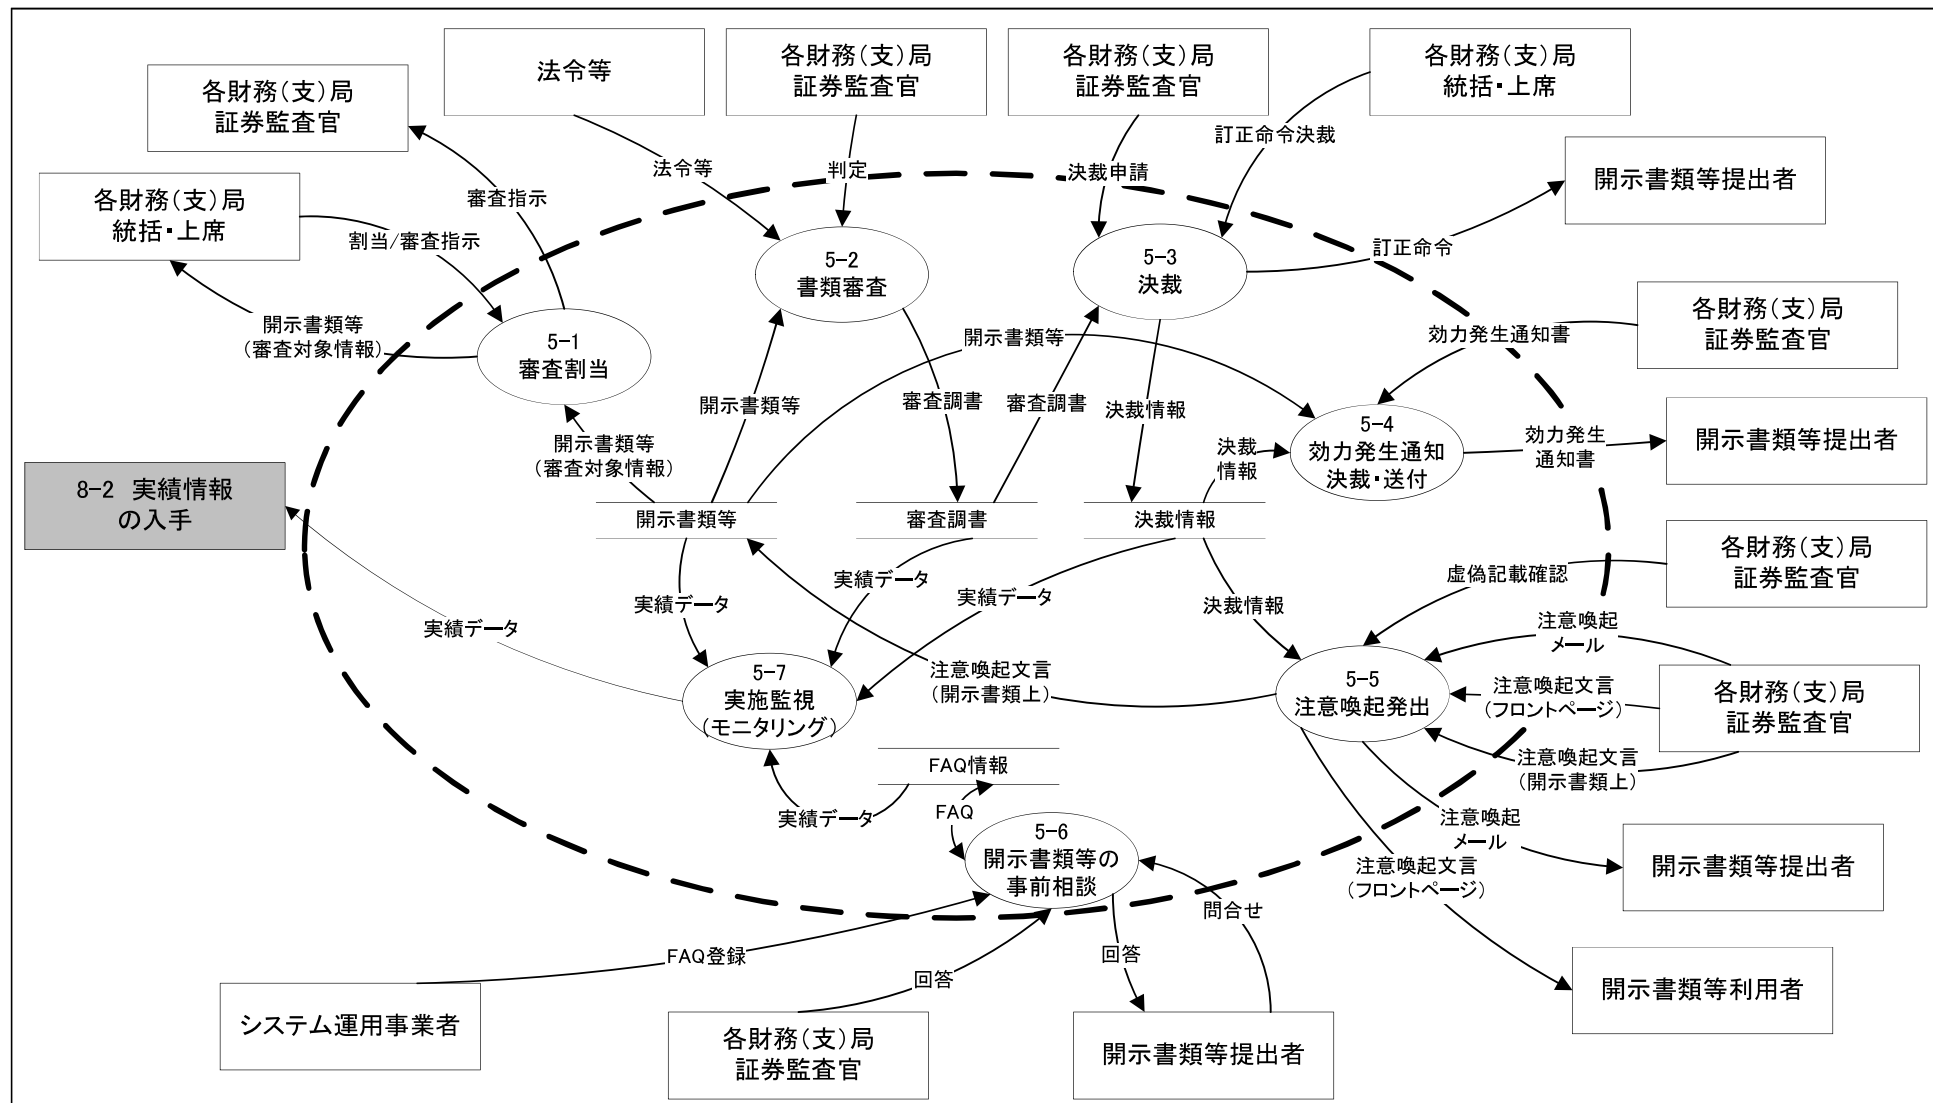 各財務(支)局
証券監査官
法令等
各財務(支)局
証券監査官
各財務(支)局
証券監査官
各財務(支)局
統括・上席
訂正命令決裁
法令等
判定
決裁申請
開示書類等提出者
各財務(支)局
統括・上席
審査指示
割当/審査指示
訂正命令
5-2
書類審査
5-3
決裁
開示書類等
(審査対象情報)
5-1
審査割当
開示書類等
効力発生通知書
各財務(支)局
証券監査官
開示書類等
審査調書
審査調書
決裁情報
5-4
効力発生通知
決裁・送付
効力発生
通知書
開示書類等提出者
開示書類等
(審査対象情報)
決裁
情報
8-2 実績情報
の入手
開示書類等
審査調書
決裁情報
各財務(支)局
証券監査官
虚偽記載確認
実績データ
実績データ
実績データ
決裁情報
実績データ
注意喚起
メール
注意喚起文言
(開示書類上)
5-7
実施監視
(モニタリング)
5-5
注意喚起発出
注意喚起文言
(フロントページ)
各財務(支)局
証券監査官
注意喚起文言
(開示書類上)
FAQ情報
実績データ
FAQ
5-6
開示書類等の
事前相談
注意喚起
メール
注意喚起文言
(フロントページ)
開示書類等提出者
問合せ
FAQ登録
回答
回答
開示書類等利用者
システム運用事業者
各財務(支)局
証券監査官
開示書類等提出者